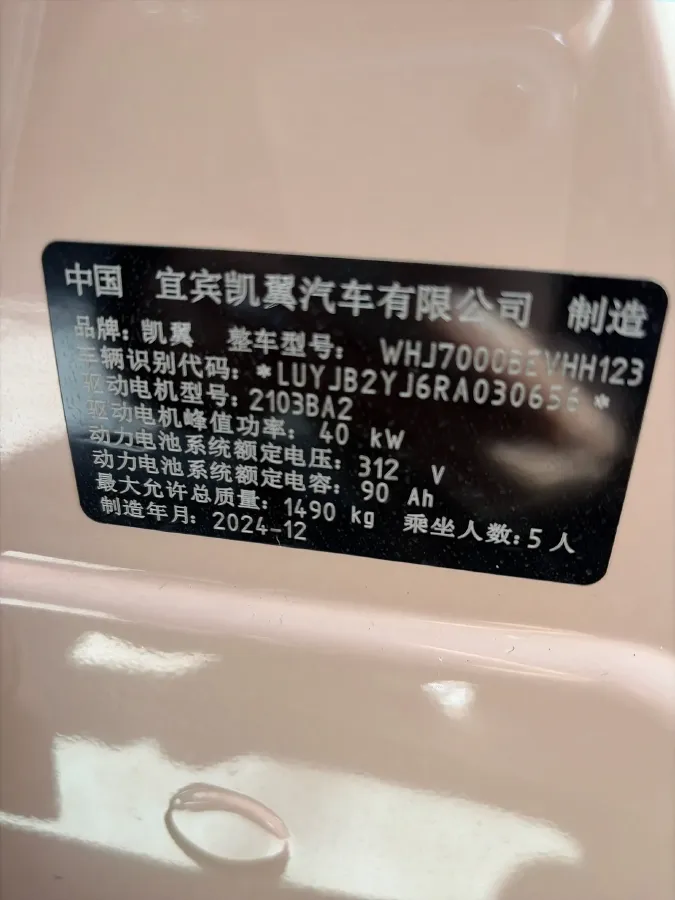 中国 宜宾凯翼汽车有限公司 制造
品牌: 凯翼 整车型号: WHJ7000BEVHH123
车辆识别代码: *LUYJB2YJ6RA030656*
驱动电机型号: 2103BA2
驱动电机峰值功率: 40 kW
动力电池系统额定电压: 312 V
动力电池系统额定电容: 90 Ah
最大允许总质量: 1490 kg 乘坐人数: 5 人
制造年月: 2024-12